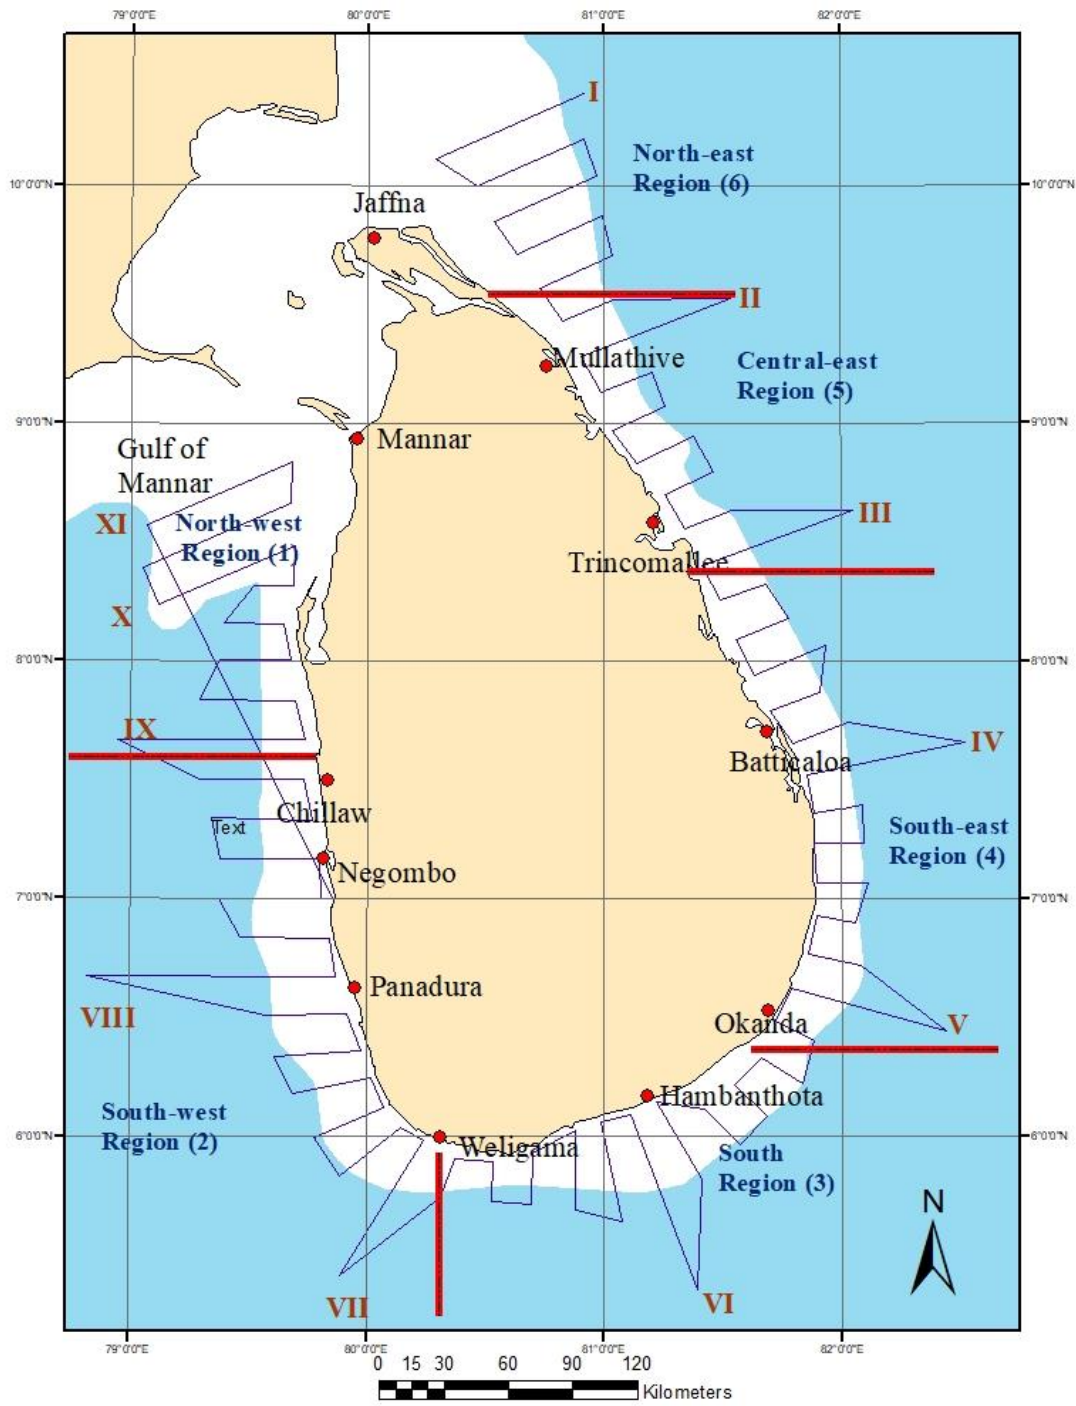 79°0'0"E 80°0'0"E 81°0'0"E 82°0'0"E
I
North-east
Region (6)
10°0'0"N 10°0'0"N
Jaffna
II
Mullathive
Central-east
Region (5)
9°0'0"N 9°0'0"N
Mannar
Gulf of
Mannar
XI
North-west
Region (1)
III
Trincomallee
X
8°0'0"N 8°0'0"N
IX
IV
Batticaloa
Chillaw
Text
South-east
Region (4)
Negombo
7°0'0"N 7°0'0"N
Panadura
VIII
Okanda
V
Hambanthota
South-west
Region (2)
6°0'0"N 6°0'0"N
Weligama
South
Region (3)
N
VII
VI
79°0'0"E 80°0'0"E 81°0'0"E 82°0'0"E
0 15 30 60 90 120
Kilometers